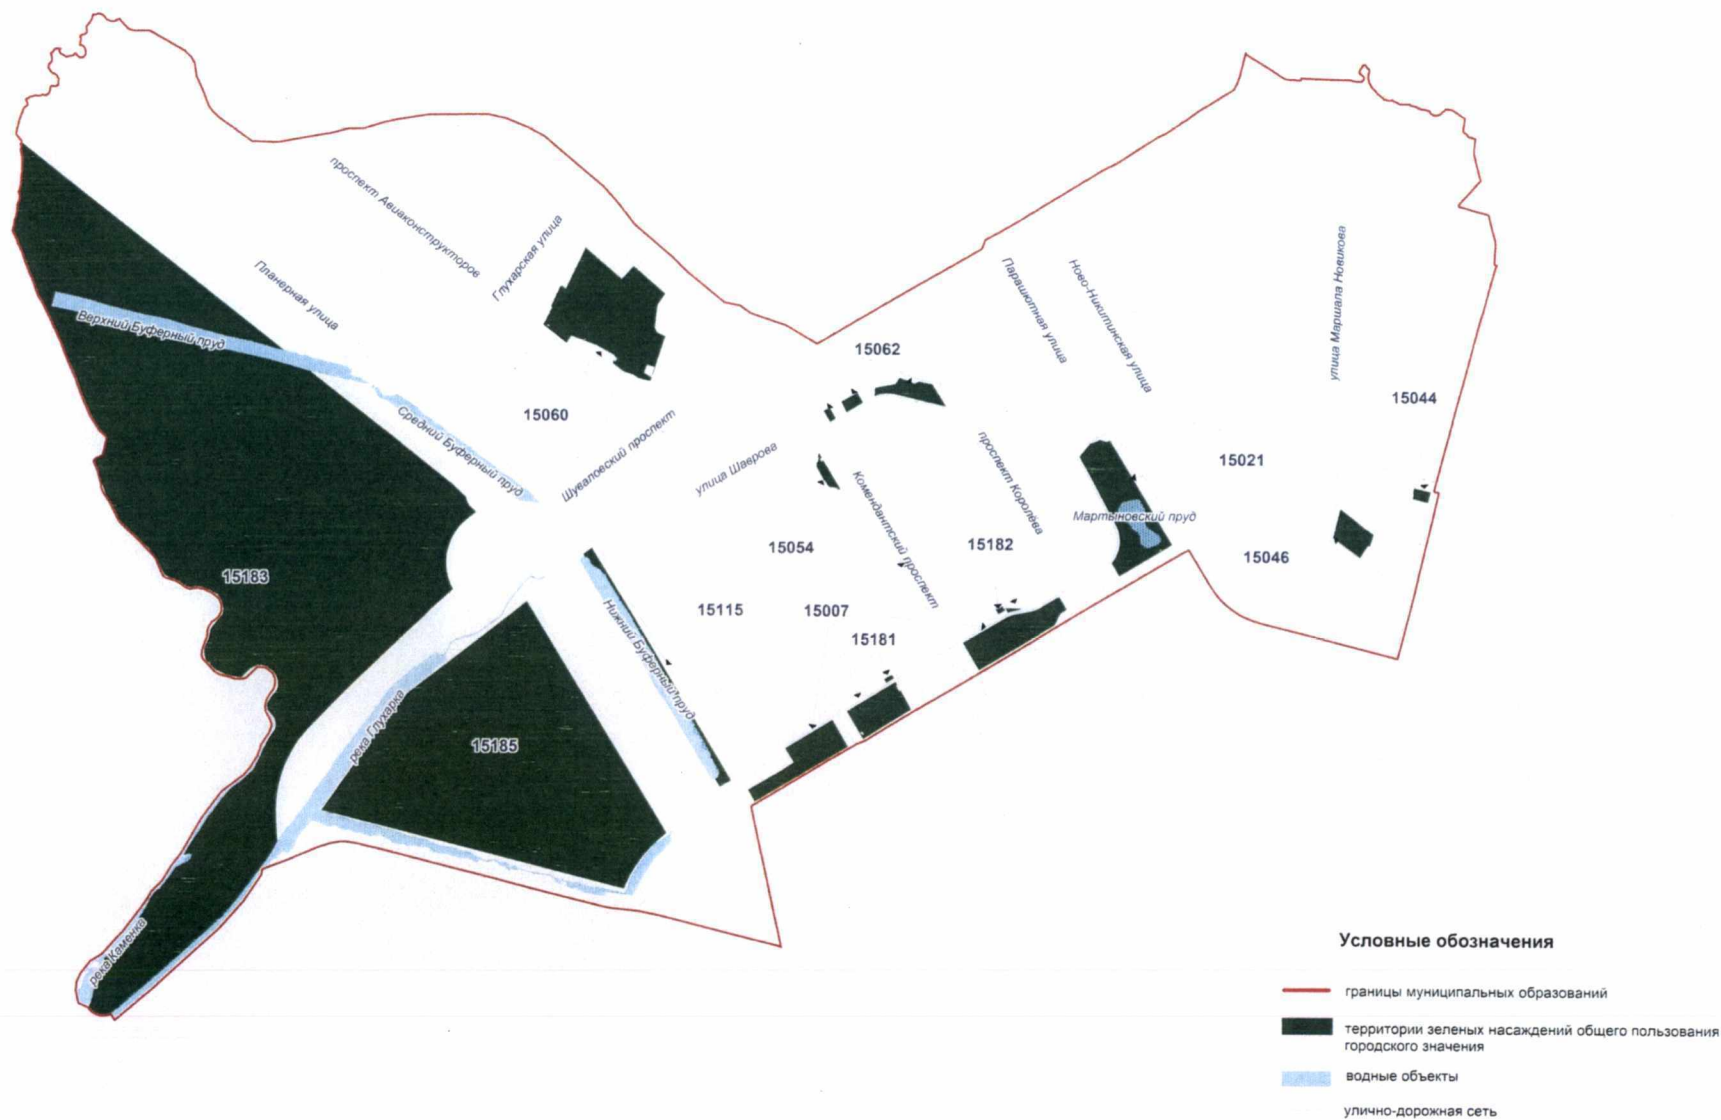 проспект Авиаконструкторов
Глухарская улица
Планерная улица
Верхний Буферный пруд
Средний Буферный пруд
15060
Шуваловский проспект
улица Шаврова
15062
Парашютная улица
Ново-Никитинская улица
улица Маршала Новикова
15044
15021
проспект Королёва
Комендантский проспект
Мартыновский пруд
15182
15046
15054
15183
15115
15007
15181
Нижний Буферный пруд
река Глухарка
15185
река Каменка
Условные обозначения
границы муниципальных образований
территории зеленых насаждений общего пользования
городского значения
водные объекты
улично-дорожная сеть